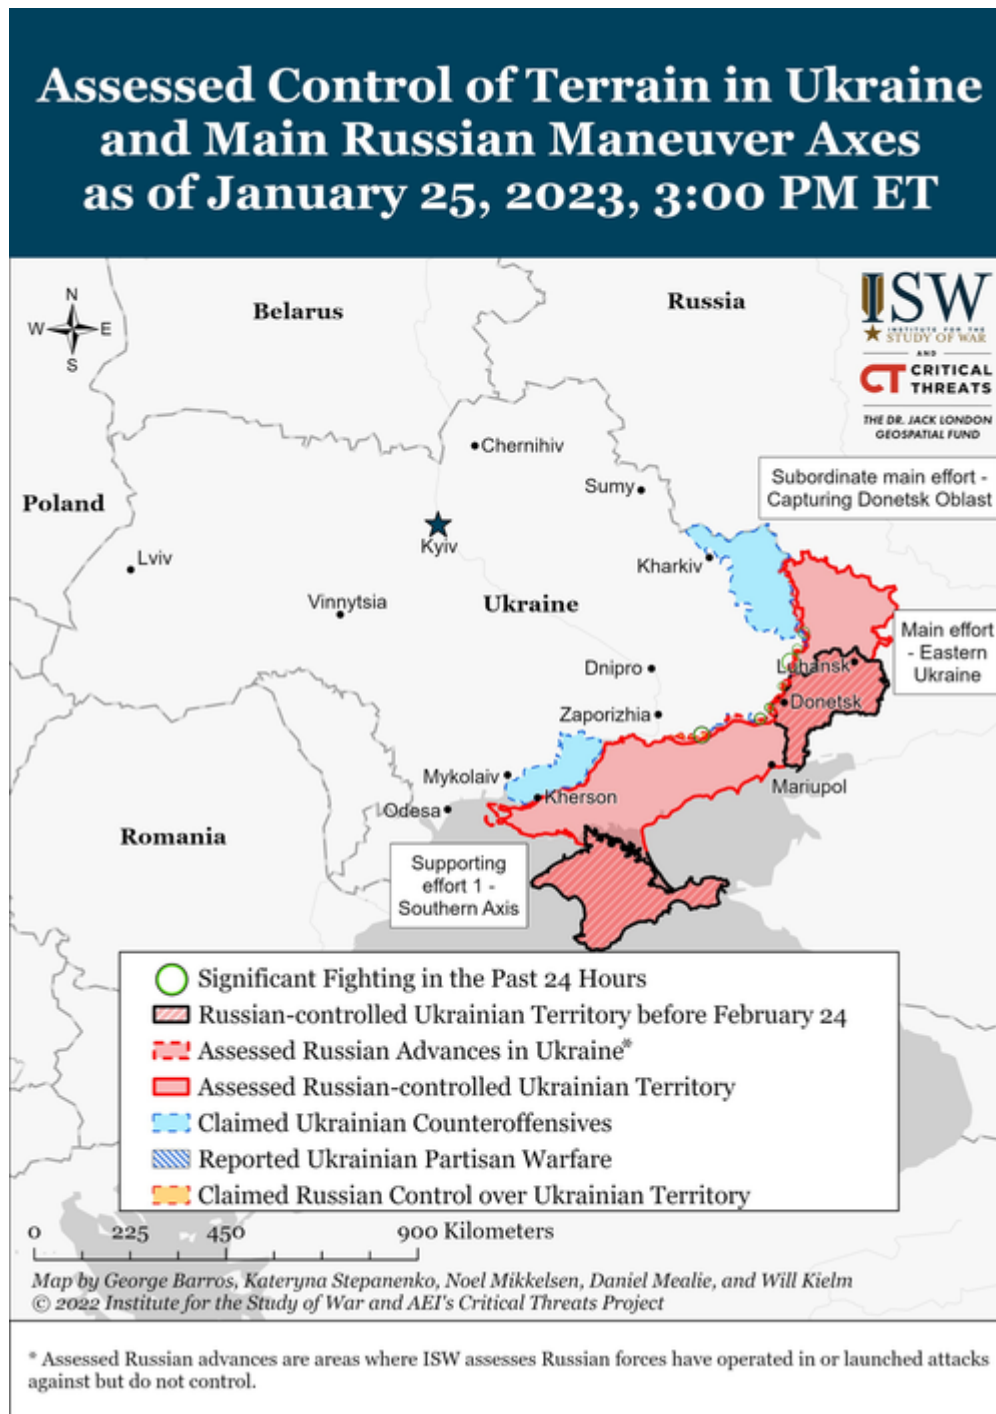 Assessed Control of Terrain in Ukraine
and Main Russian Maneuver Axes
as of January 25, 2023, 3:00 PM ET
N
W
E
S
Belarus
Russia
ISW
INSTITUTE FOR THE
STUDY OF WAR
AND
CT CRITICAL
THREATS
THE DR. JACK LONDON
GEOSPATIAL FUND
Chernihiv
Subordinate main effort -
Capturing Donetsk Oblast
Sumy
Poland
Kyiv
Lviv
Kharkiv
Vinnytsia
Ukraine
Main effort
- Eastern
Ukraine
Luhansk
Dnipro
Donetsk
Zaporizhia
Mykolaiv
Mariupol
Kherson
Odesa
Romania
Supporting
effort 1 -
Southern Axis
Significant Fighting in the Past 24 Hours
Russian-controlled Ukrainian Territory before February 24
Assessed Russian Advances in Ukraine*
Assessed Russian-controlled Ukrainian Territory
Claimed Ukrainian Counteroffensives
Reported Ukrainian Partisan Warfare
Claimed Russian Control over Ukrainian Territory
0 225 450 900 Kilometers
Map by George Barros, Kateryna Stepanenko, Noel Mikkelsen, Daniel Mealie, and Will Kielm
© 2022 Institute for the Study of War and AEI's Critical Threats Project
* Assessed Russian advances are areas where ISW assesses Russian forces have operated in or launched attacks
against but do not control.